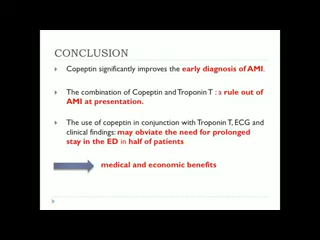 CONCLUSION
Copeptin significantly improves the early diagnosis of AMI.
The combination of Copeptin and Troponin T : a rule out of
AMI at presentation.
The use of copeptin in conjunction with Troponin T, ECG and
clinical findings: may obviate the need for prolonged
stay in the ED in half of patients
medical and economic benefits